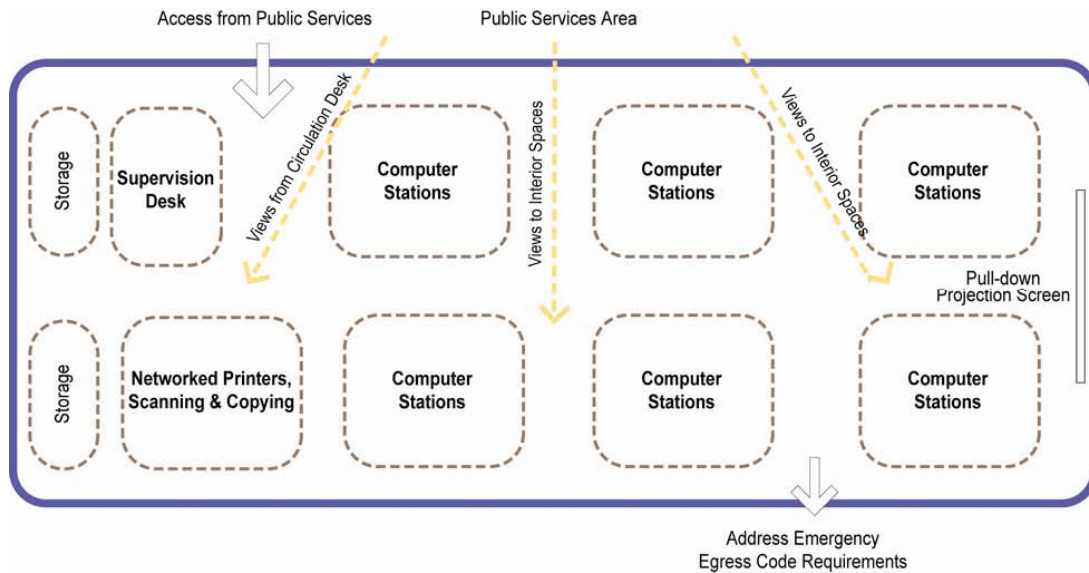 Access from Public Services
Public Services Area
Storage
Supervision
Desk
Views from Circulation Desk
Computer
Stations
Views to Interior Spaces
Computer
Stations
Views to Interior Spaces
Computer
Stations
Pull-down
Projection Screen
Storage
Networked Printers,
Scanning & Copying
Computer
Stations
Computer
Stations
Computer
Stations
Address Emergency
Egress Code Requirements